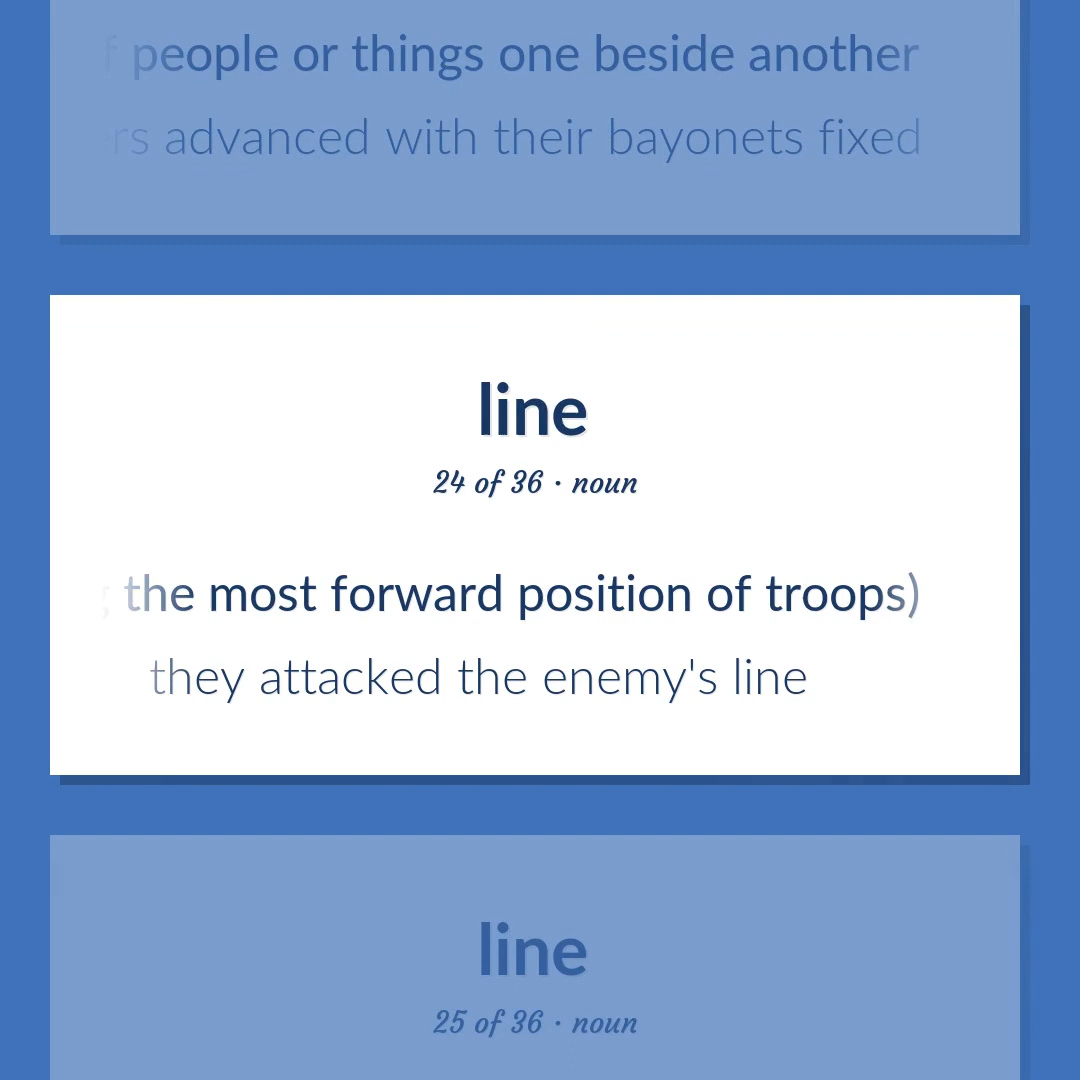 people or things one beside another
advanced with their bayonets fixed
line
24 of 36 · noun
the most forward position of troops)
they attacked the enemy's line
line
25 of 36 · noun